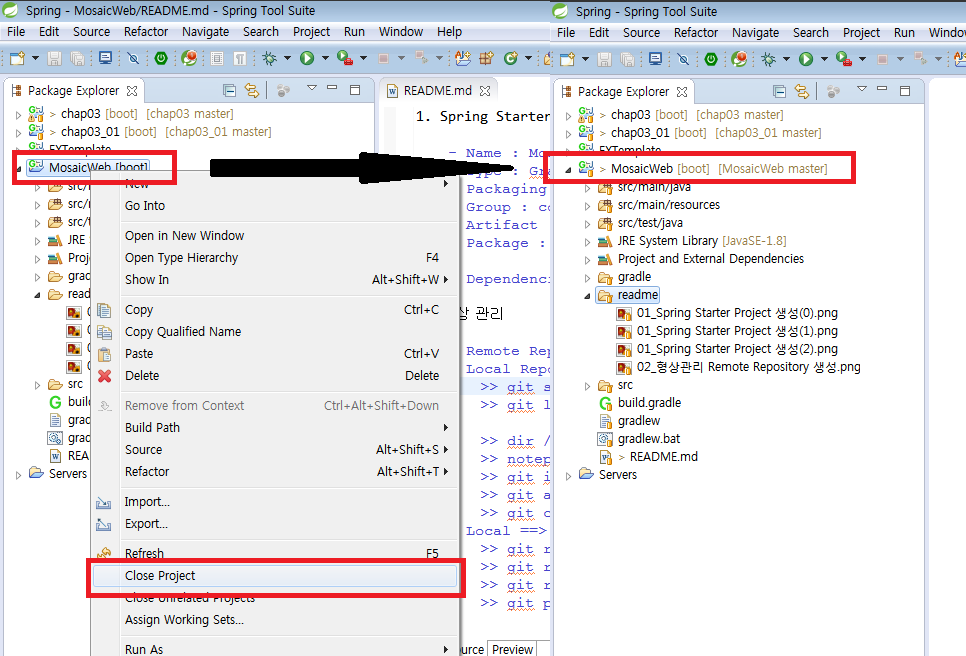 Spring - MosaicWeb/README.md - Spring Tool Suite
File Edit Source Refactor Navigate Search Project Run Window Help
Package Explorer
> chap03 [boot] [chap03 master]
> chap03_01 [boot] [chap03_01 master]
EXTemplate
MosaicWeb [boot]
src/
src/
JRE
Proj
grad
read
src
build
grad
grad
REA
Servers
New
Go Into
Open in New Window
Open Type Hierarchy F4
Show In Alt+Shift+W
Copy Ctrl+C
Copy Qualified Name
Paste Ctrl+V
Delete Delete
Remove from Context Ctrl+Alt+Shift+Down
Build Path
Source Alt+Shift+S
Refactor Alt+Shift+T
Import...
Export...
Refresh F5
Close Project
Close Unrelated Projects
Assign Working Sets...
Run As
README.md
1. Spring Starter
- Name : Mo
Type : Gra
Packaging
Group : co
Artifact
Package :
Dependenci
상 관리
Remote Rep
Local Repo
>> git s
>> git l
>> dir /
>> notep
>> git i
>> git a
>> git c
Local ==>
>> git r
>> git r
>> git r
>> git p
ource Preview
Spring - Spring Tool Suite
File Edit Source Refactor Navigate Search Project Run Window
Package Explorer
> chap03 [boot] [chap03 master]
> chap03_01 [boot] [chap03_01 master]
EXTemplate
> MosaicWeb [boot] [MosaicWeb master]
src/main/java
src/main/resources
src/test/java
JRE System Library [JavaSE-1.8]
Project and External Dependencies
gradle
readme
01_Spring Starter Project 생성(0).png
01_Spring Starter Project 생성(1).png
01_Spring Starter Project 생성(2).png
02_형상관리 Remote Repository 생성.png
src
build.gradle
gradlew
gradlew.bat
> README.md
Servers